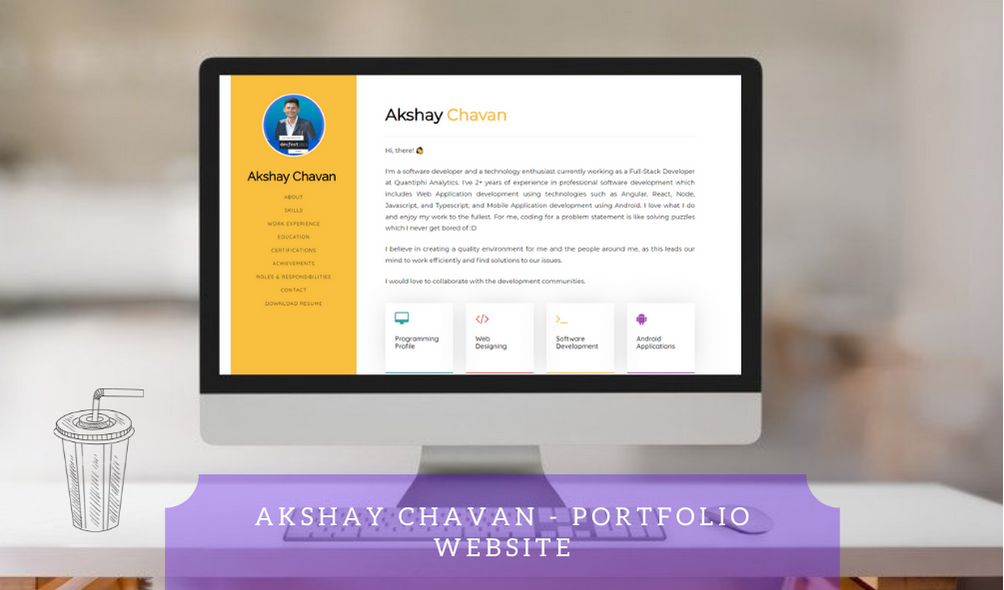 devfest
Akshay Chavan
ABOUT
SKILLS
WORK EXPERIENCE
EDUCATION
CERTIFICATIONS
ACHIEVEMENTS
ROLES & RESPONSIBILITIES
CONTACT
DOWNLOAD RESUME
Akshay Chavan
Hi, there!
I'm a software developer and a technology enthusiast currently working as a Full-Stack Developer
at Quantiphi Analytics. I've 2+ years of experience in professional software development which
includes Web Application development using technologies such as Angular, React, Node,
Javascript, and Typescript; and Mobile Application development using Android. I love what I do
and enjoy my work to the fullest. For me, coding for a problem statement is like solving puzzles
which I never get bored of :D
I believe in creating a quality environment for me and the people around me, as this leads our
mind to work efficiently and find solutions to our issues.
I would love to collaborate with the development communities.
Programming
Profile
Web
Designing
Software
Development
Android
Applications
AKSHAY CHAVAN - PORTFOLIO
WEBSITE